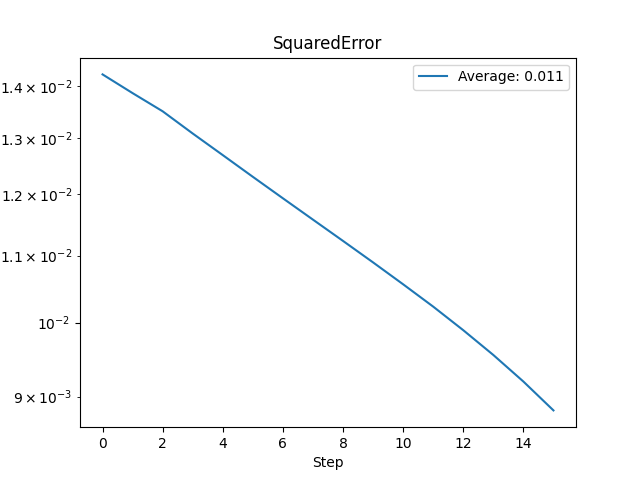 SquaredError
Average: 0.011
1.4 × 10⁻²
1.3 × 10⁻²
1.2 × 10⁻²
1.1 × 10⁻²
10⁻²
9 × 10⁻³
0 2 4 6 8 10 12 14
Step